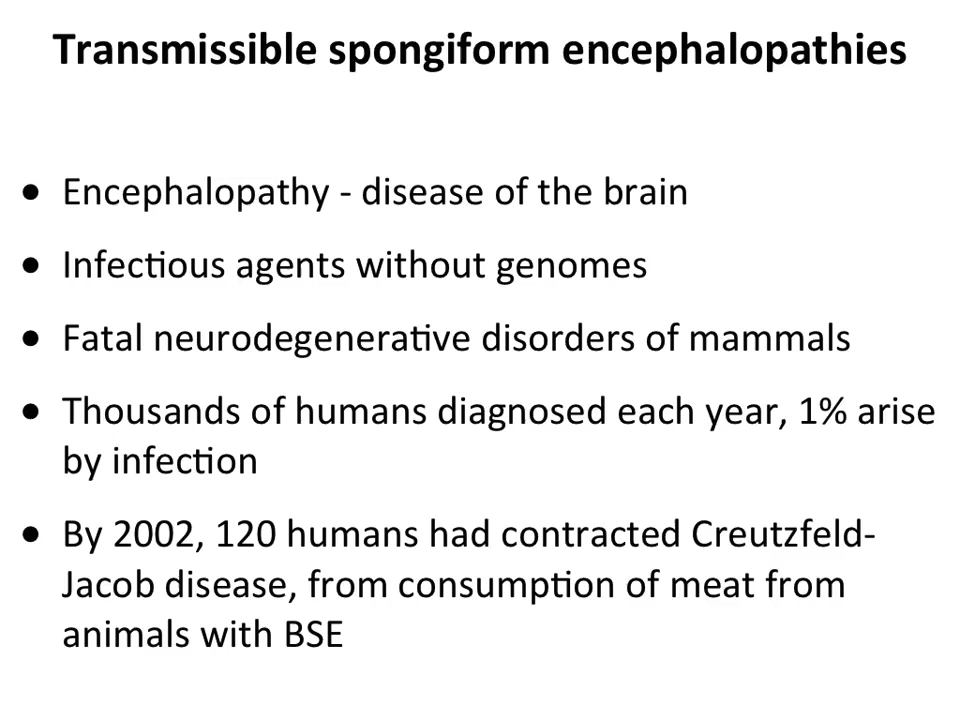 Transmissible spongiform encephalopathies
• Encephalopathy - disease of the brain
• Infectious agents without genomes
• Fatal neurodegenerative disorders of mammals
• Thousands of humans diagnosed each year, 1% arise
by infection
• By 2002, 120 humans had contracted Creutzfeld-
Jacob disease, from consumption of meat from
animals with BSE